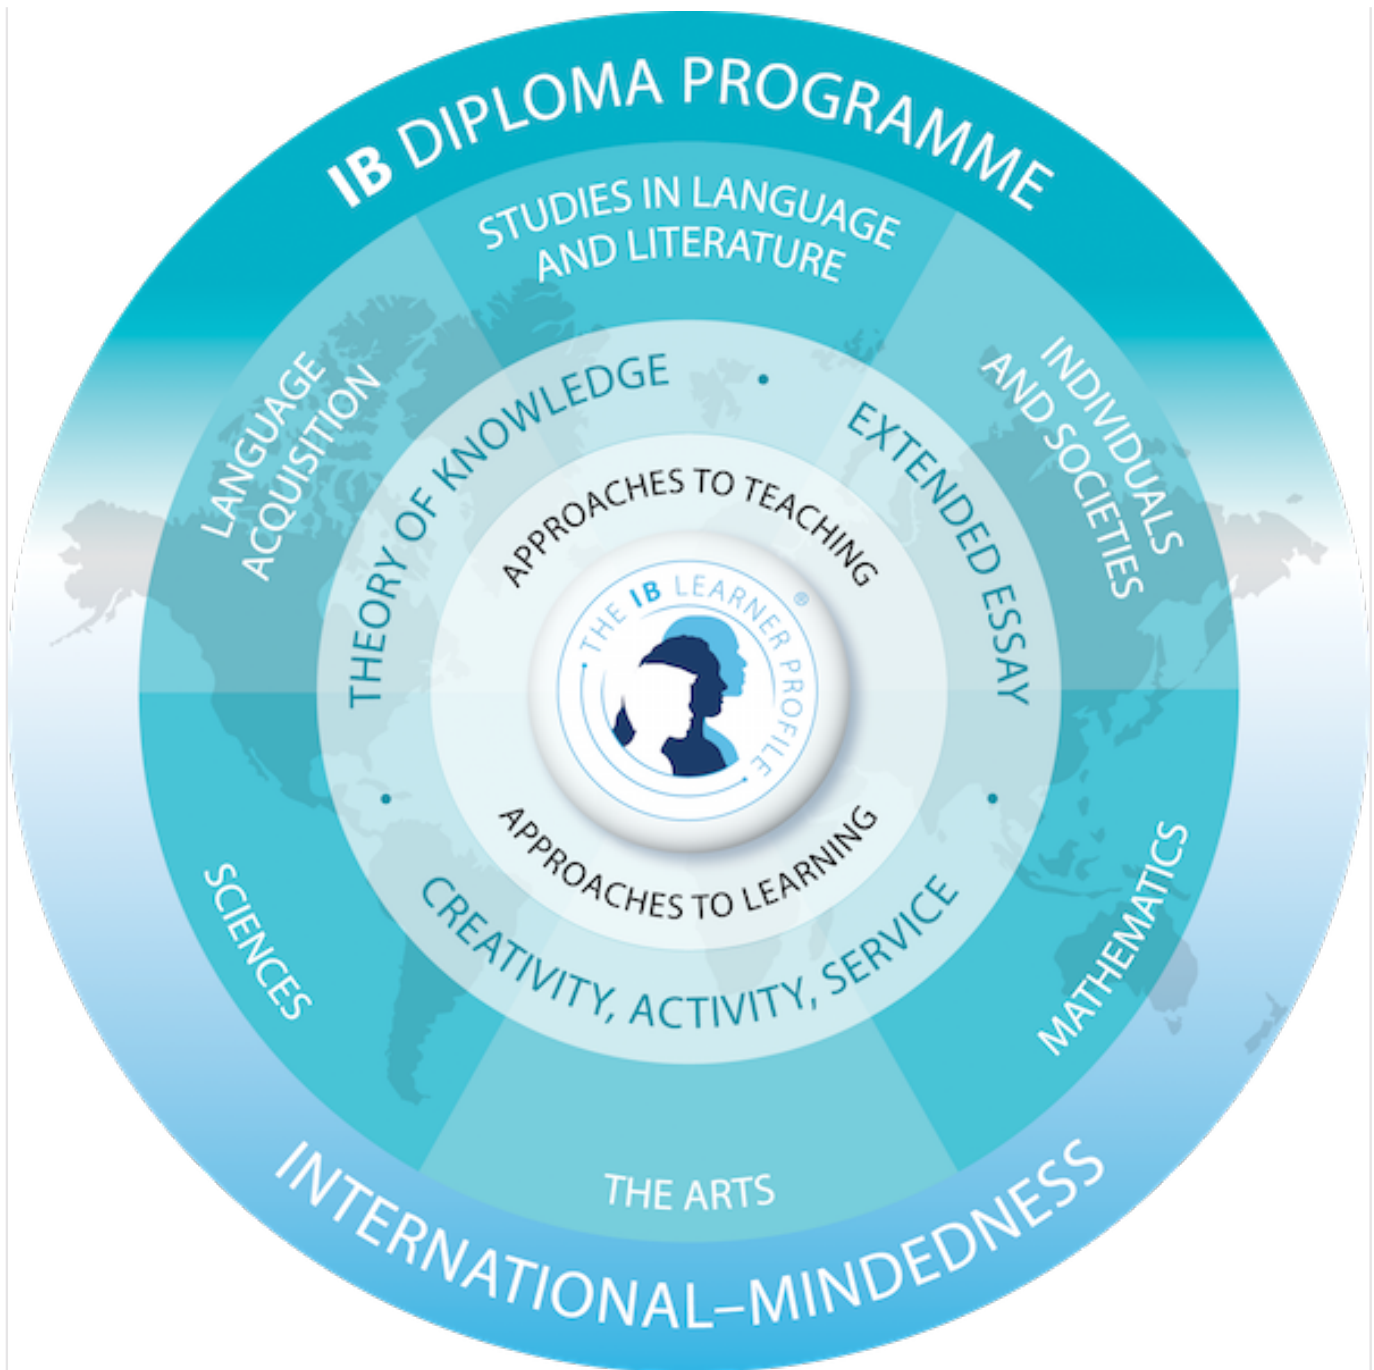 IB DIPLOMA PROGRAMME
STUDIES IN LANGUAGE
AND LITERATURE
LANGUAGE
ACQUISITION
INDIVIDUALS
AND SOCIETIES
THEORY OF KNOWLEDGE
•
EXTENDED ESSAY
APPROACHES TO TEACHING
THE IB LEARNER PROFILE
®
APPROACHES TO LEARNING
•
CREATIVITY, ACTIVITY, SERVICE
•
SCIENCES
MATHEMATICS
THE ARTS
INTERNATIONAL–MINDEDNESS